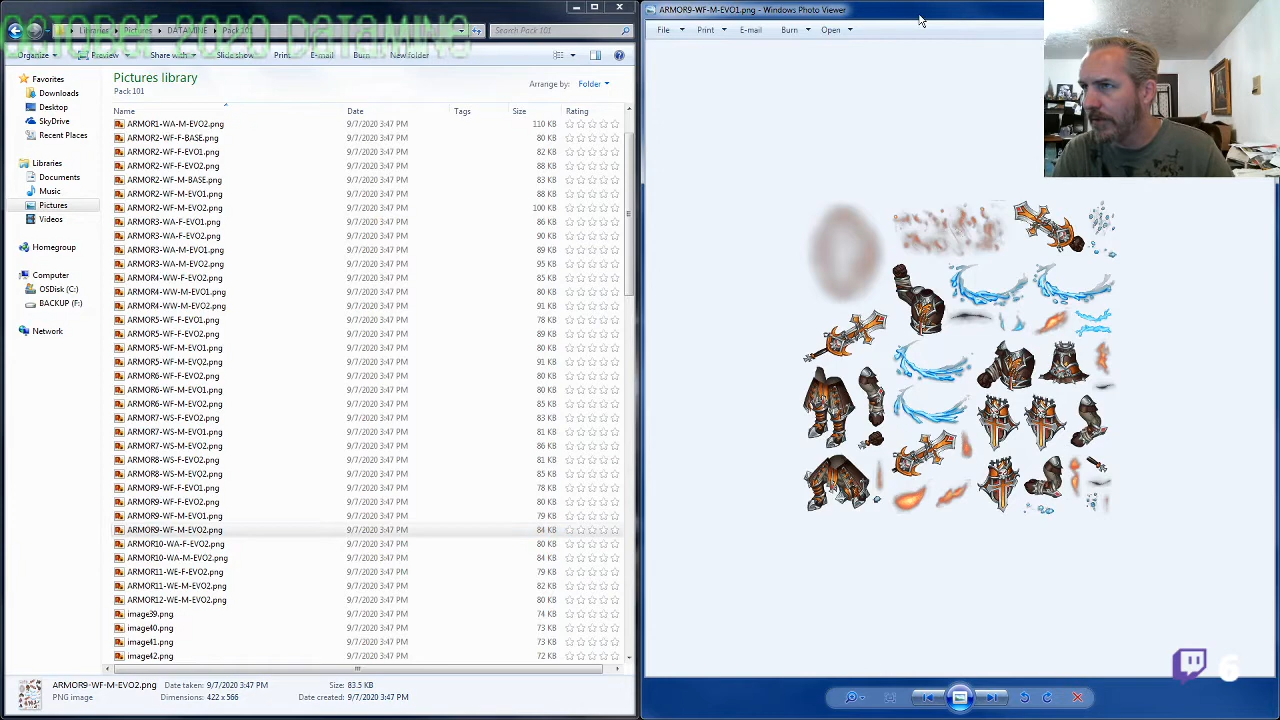 OCTOBER 2020 DATAMINE
Libraries Pictures DATAMINE Pack 101
Search Pack 101
Organize Preview Share with Slide show Print E-mail Burn New folder
Favorites
Downloads
Desktop
SkyDrive
Recent Places
Libraries
Documents
Music
Pictures
Videos
Homegroup
Computer
OSDisk (C:)
BACKUP (F:)
Network
Pictures library
Pack 101
Arrange by: Folder
Name Date Tags Size Rating
ARMOR1-WA-M-EVO2.png 9/7/2020 3:47 PM 110 KB
ARMOR2-WF-F-BASE.png 9/7/2020 3:47 PM 80 KB
ARMOR2-WF-F-EVO1.png 9/7/2020 3:47 PM 82 KB
ARMOR2-WF-F-EVO2.png 9/7/2020 3:47 PM 88 KB
ARMOR2-WF-M-BASE.png 9/7/2020 3:47 PM 83 KB
ARMOR2-WF-M-EVO1.png 9/7/2020 3:47 PM 88 KB
ARMOR2-WF-M-EVO2.png 9/7/2020 3:47 PM 100 KB
ARMOR3-WA-F-EVO1.png 9/7/2020 3:47 PM 86 KB
ARMOR3-WA-F-EVO2.png 9/7/2020 3:47 PM 90 KB
ARMOR3-WA-M-EVO1.png 9/7/2020 3:47 PM 89 KB
ARMOR3-WA-M-EVO2.png 9/7/2020 3:47 PM 95 KB
ARMOR4-WW-F-EVO2.png 9/7/2020 3:47 PM 85 KB
ARMOR4-WW-M-EVO1.png 9/7/2020 3:47 PM 80 KB
ARMOR4-WW-M-EVO2.png 9/7/2020 3:47 PM 91 KB
ARMOR5-WF-F-EVO1.png 9/7/2020 3:47 PM 78 KB
ARMOR5-WF-F-EVO2.png 9/7/2020 3:47 PM 89 KB
ARMOR5-WF-M-EVO1.png 9/7/2020 3:47 PM 80 KB
ARMOR5-WF-M-EVO2.png 9/7/2020 3:47 PM 91 KB
ARMOR6-WF-F-EVO1.png 9/7/2020 3:47 PM 80 KB
ARMOR6-WF-F-EVO2.png 9/7/2020 3:47 PM 80 KB
ARMOR6-WF-M-EVO1.png 9/7/2020 3:47 PM 85 KB
ARMOR7-WS-F-EVO2.png 9/7/2020 3:47 PM 83 KB
ARMOR7-WS-M-EVO1.png 9/7/2020 3:47 PM 81 KB
ARMOR7-WS-M-EVO2.png 9/7/2020 3:47 PM 86 KB
ARMOR8-WS-F-EVO2.png 9/7/2020 3:47 PM 81 KB
ARMOR8-WS-M-EVO2.png 9/7/2020 3:47 PM 85 KB
ARMOR9-WF-F-EVO1.png 9/7/2020 3:47 PM 78 KB
ARMOR9-WF-F-EVO2.png 9/7/2020 3:47 PM 80 KB
ARMOR9-WF-M-EVO1.png 9/7/2020 3:47 PM 79 KB
ARMOR9-WF-M-EVO2.png 9/7/2020 3:47 PM 84 KB
ARMOR10-WA-F-EVO2.png 9/7/2020 3:47 PM 80 KB
ARMOR10-WA-M-EVO2.png 9/7/2020 3:47 PM 84 KB
ARMOR11-WE-F-EVO2.png 9/7/2020 3:47 PM 79 KB
ARMOR11-WE-M-EVO2.png 9/7/2020 3:47 PM 82 KB
ARMOR12-WE-M-EVO2.png 9/7/2020 3:47 PM 80 KB
image39.png 9/7/2020 3:47 PM 74 KB
image40.png 9/7/2020 3:47 PM 73 KB
image41.png 9/7/2020 3:47 PM 73 KB
image42.png 9/7/2020 3:47 PM 72 KB
ARMOR9-WF-M-EVO2.png Date taken: 9/7/2020 3:47 PM Size: 83.5 KB
PNG image Dimensions: 422 x 566 Date created: 9/7/2020 3:47 PM
ARMOR9-WF-M-EVO1.png - Windows Photo Viewer
File Print E-mail Burn Open
6